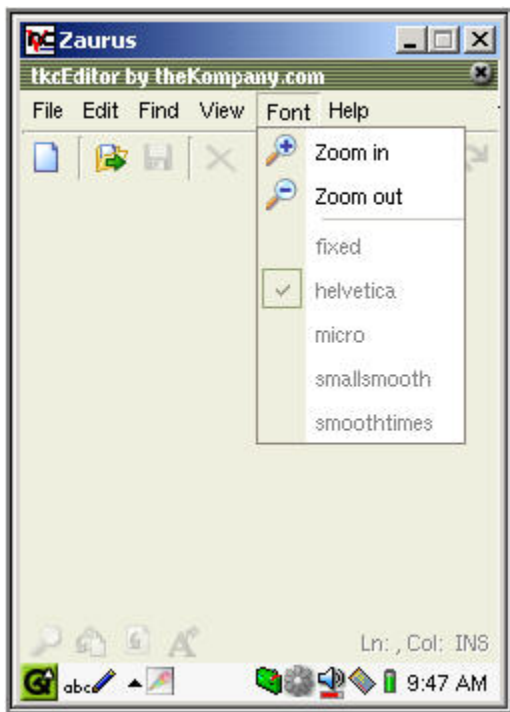 Zaurus
tkcEditor by theKompany.com
File Edit Find View Font Help
Zoom in
Zoom out
fixed
helvetica
micro
smallsmooth
smoothtimes
Ln: , Col: INS
abc 9:47 AM